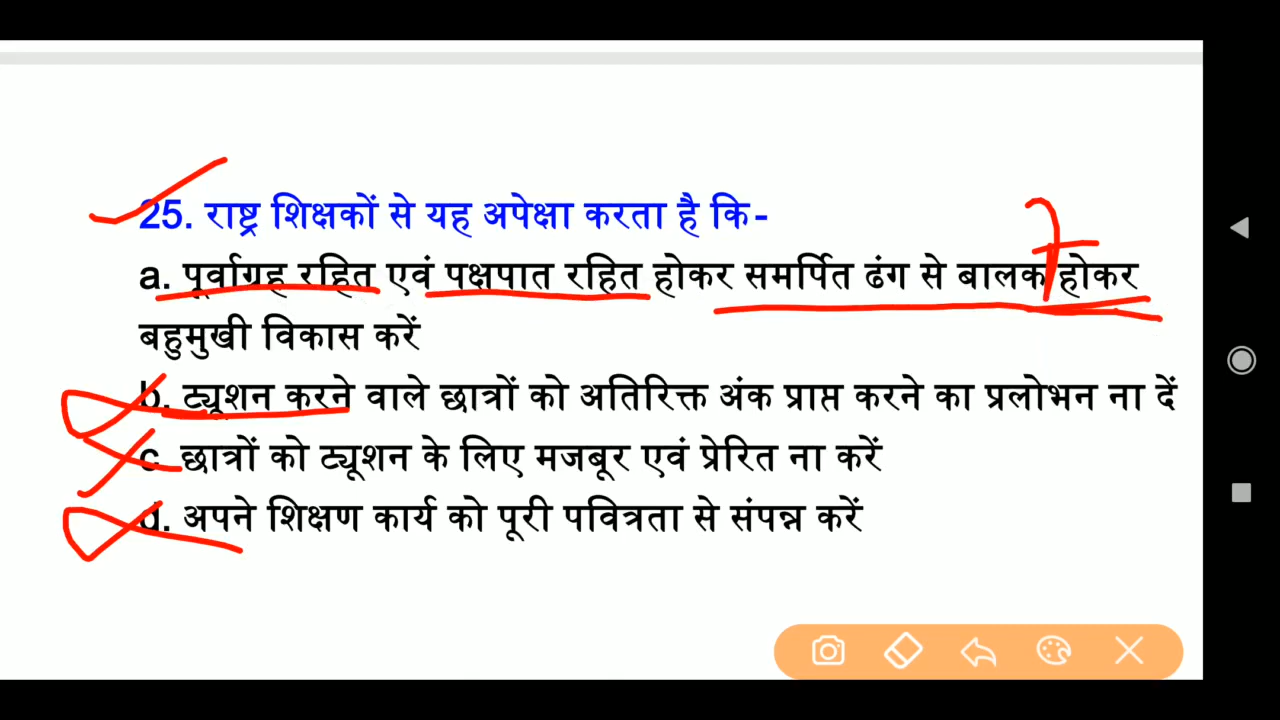 25. राष्ट्र शिक्षकों से यह अपेक्षा करता है कि-
a. पूर्वाग्रह रहित एवं पक्षपात रहित होकर समर्पित ढंग से बालक होकर
बहुमुखी विकास करें
b. ट्यूशन करने वाले छात्रों को अतिरिक्त अंक प्राप्त करने का प्रलोभन ना दें
c. छात्रों को ट्यूशन के लिए मजबूर एवं प्रेरित ना करें
d. अपने शिक्षण कार्य को पूरी पवित्रता से संपन्न करें